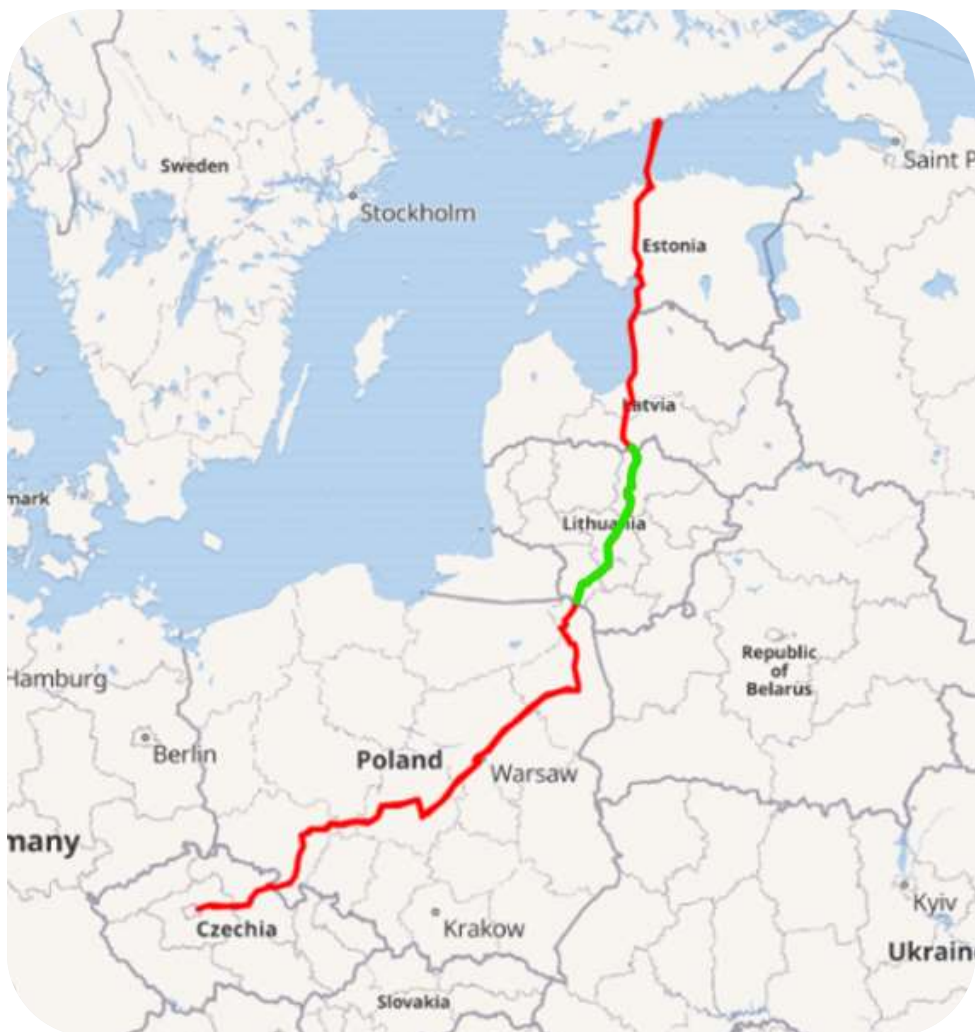 Sweden
Saint P
Stockholm
Estonia
Latvia
mark
Lithuania
Republic
of
Belarus
Hamburg
Berlin
Poland
Warsaw
many
Kyiv
Czechia
Krakow
Ukrain
Slovakia